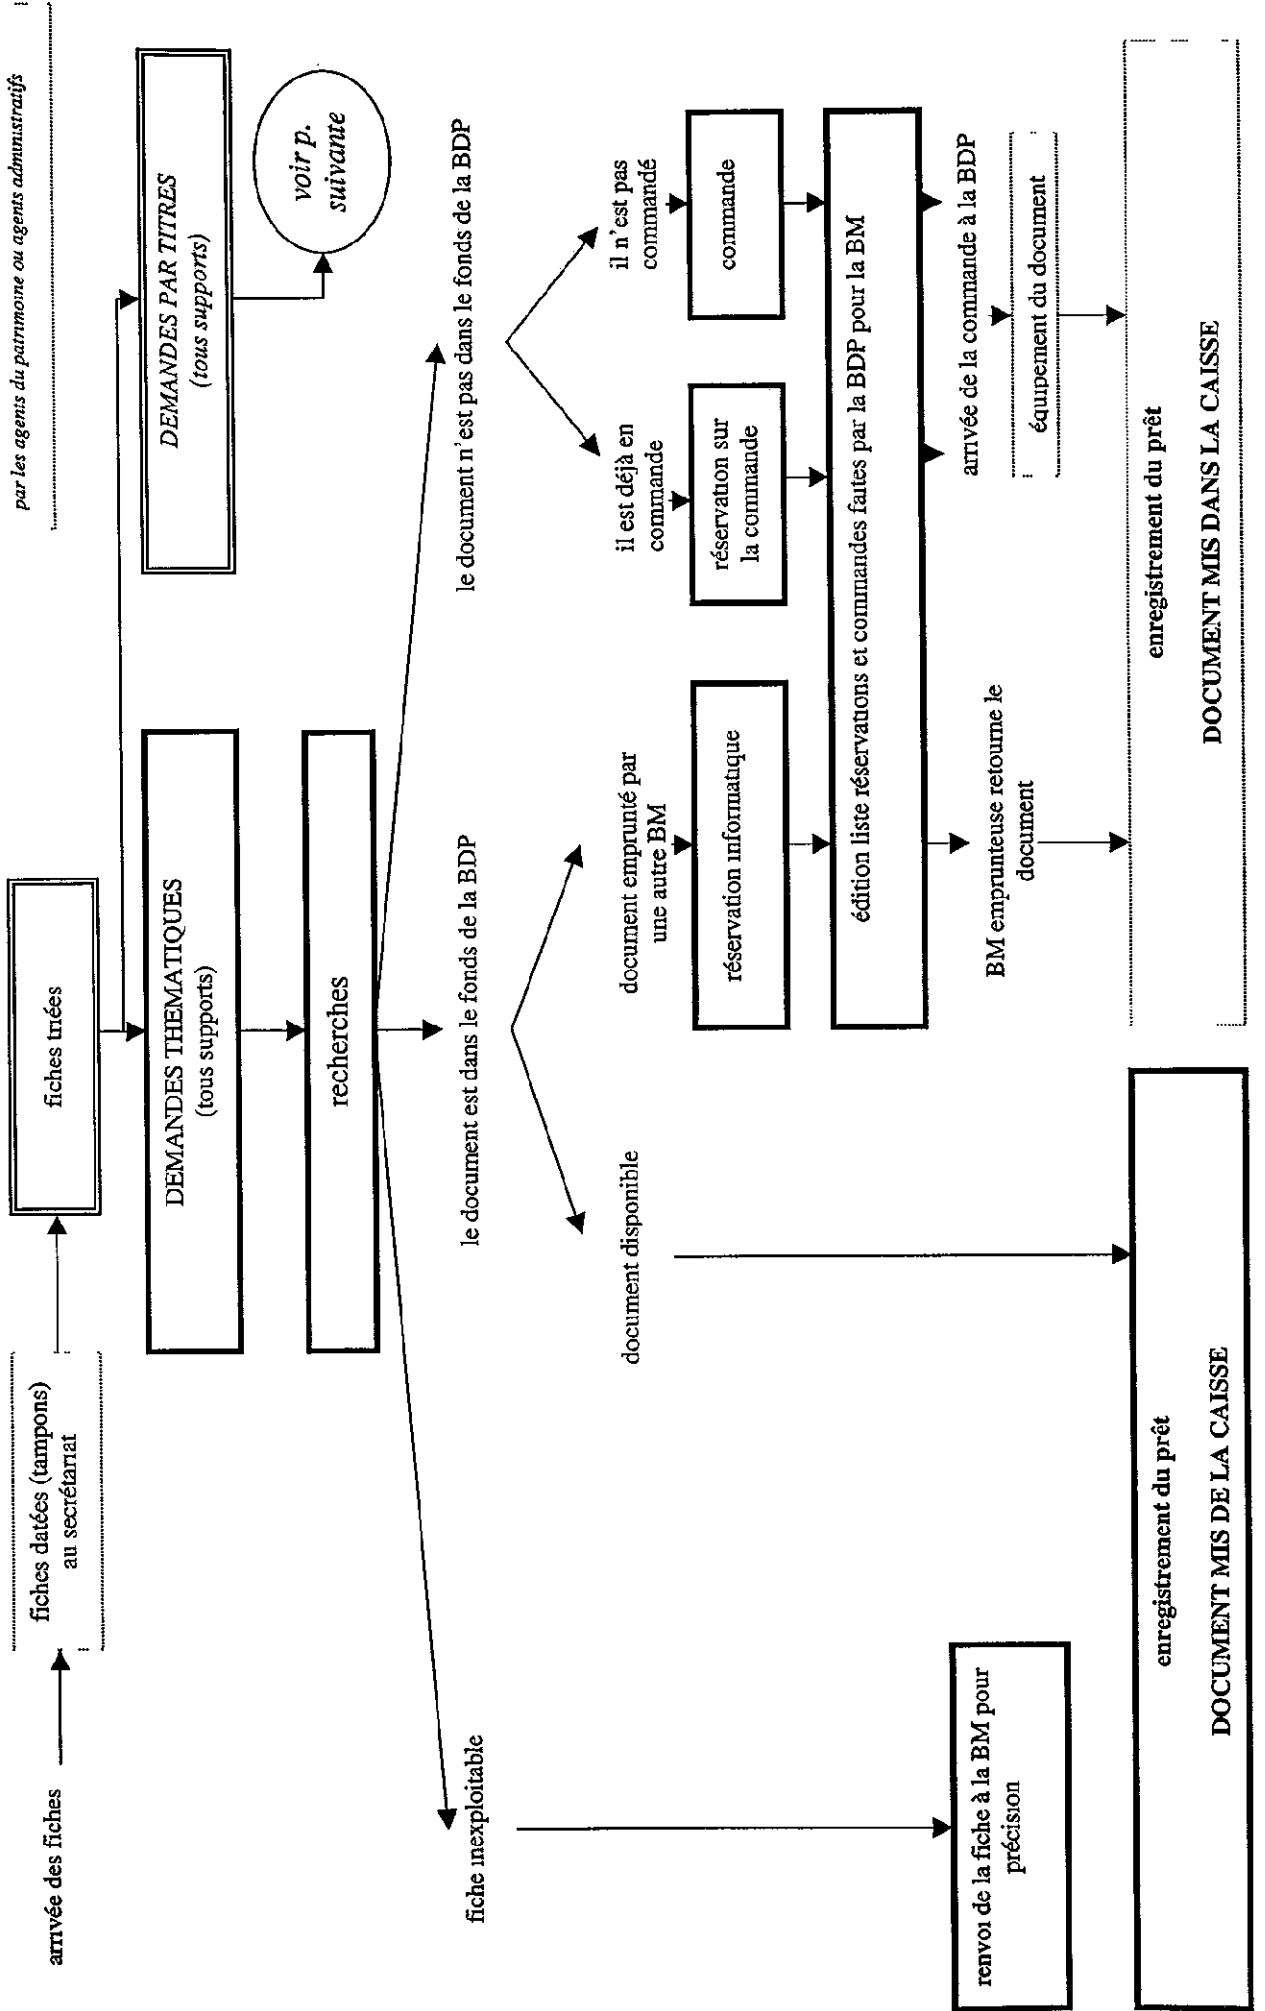 par les agents du patrimoine ou agents administratifs
arrivée des fiches
fiches datées (tampons)
au secrétariat
fiches triées
DEMANDES THEMATIQUES
(tous supports)
DEMANDES PAR TITRES
(tous supports)
voir p.
suivante
recherches
fiche inexploitable
le document est dans le fonds de la BDP
le document n'est pas dans le fonds de la BDP
document disponible
document emprunté par
une autre BM
il est déjà en
commande
il n'est pas
commandé
réservation informatique
réservation sur
la commande
commande
édition liste réservations et commandes faites par la BDP pour la BM
renvoi de la fiche à la BM pour
précision
BM emprunteuse retourne le
document
arrivée de la commande à la BDP
équipement du document
enregistrement du prêt
DOCUMENT MIS DE LA CAISSE
enregistrement du prêt
DOCUMENT MIS DANS LA CAISSE